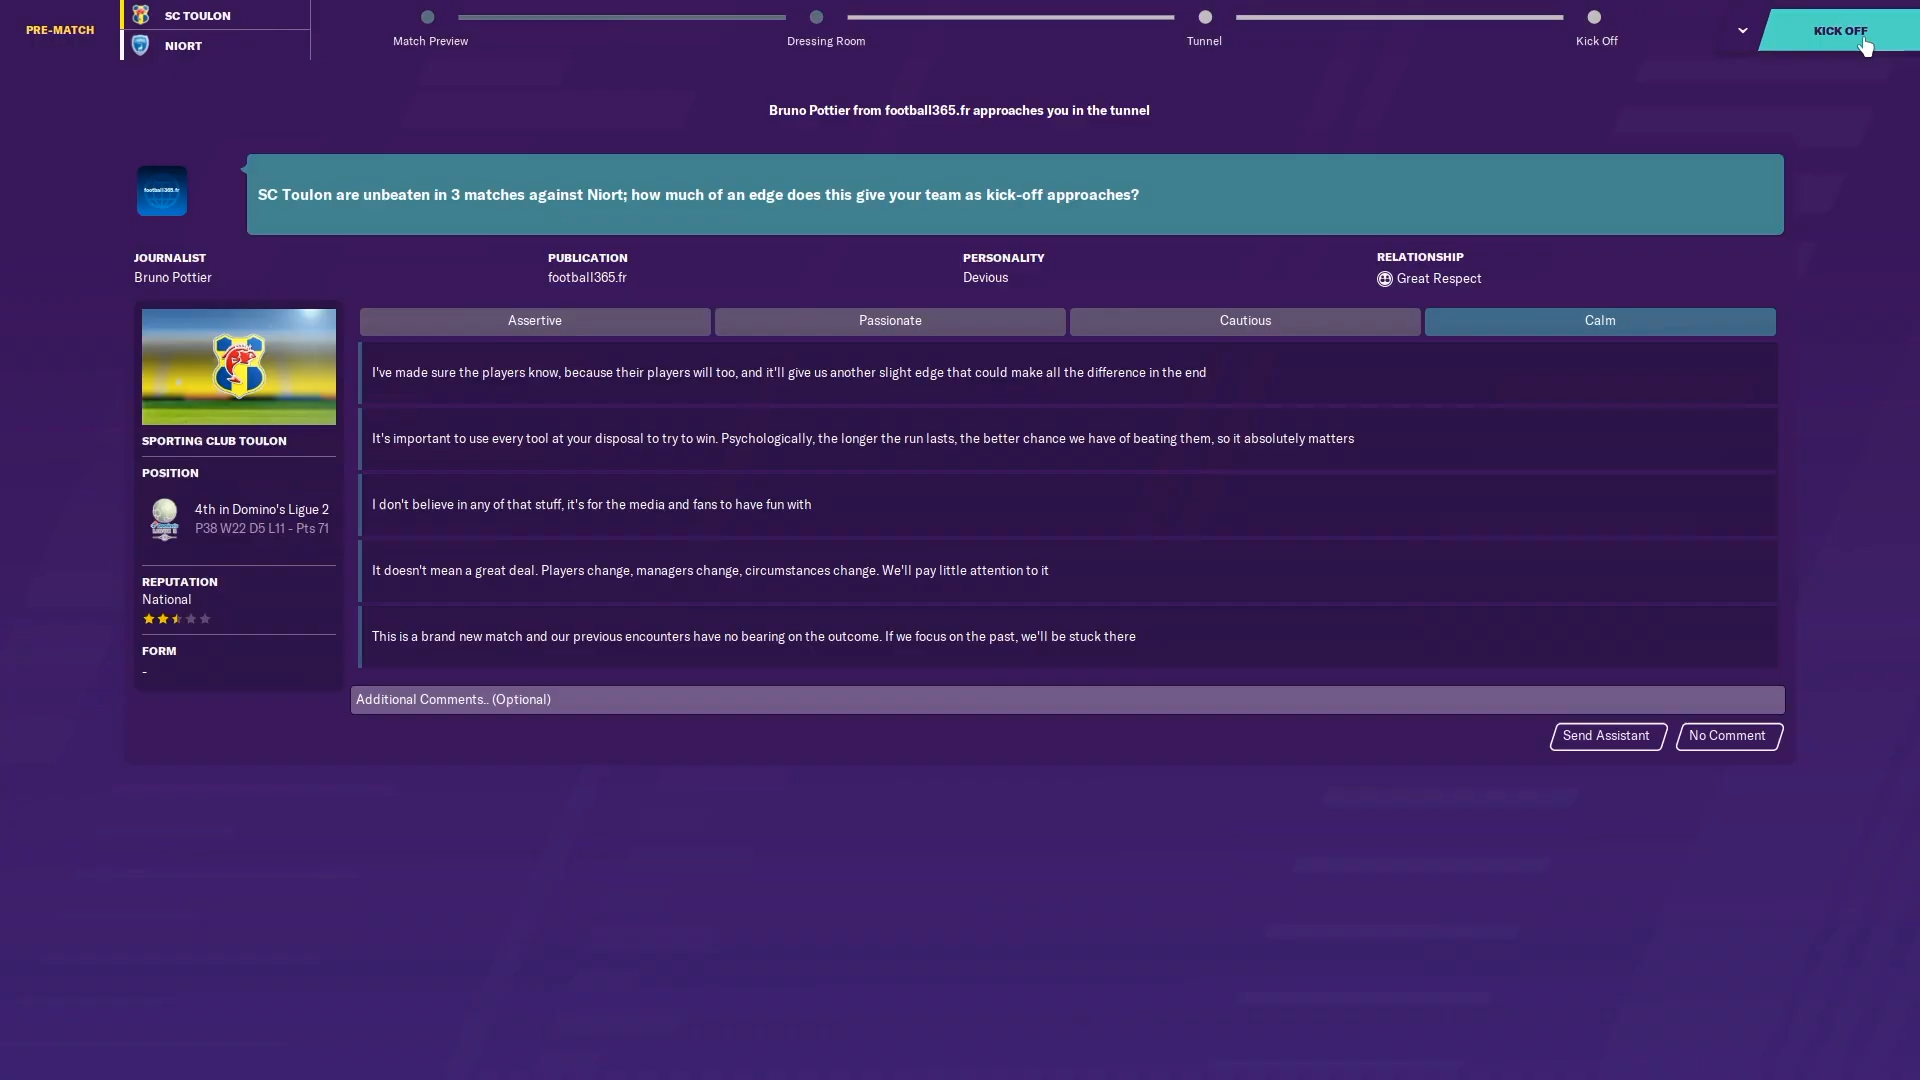 PRE-MATCH
SC TOULON
NIORT
Match Preview
Dressing Room
Tunnel
Kick Off
KICK OFF
Bruno Pottier from football365.fr approaches you in the tunnel
football365.fr
SC Toulon are unbeaten in 3 matches against Niort; how much of an edge does this give your team as kick-off approaches?
JOURNALIST
Bruno Pottier
PUBLICATION
football365.fr
PERSONALITY
Devious
RELATIONSHIP
Great Respect
Assertive
Passionate
Cautious
Calm
I've made sure the players know, because their players will too, and it'll give us another slight edge that could make all the difference in the end
It's important to use every tool at your disposal to try to win. Psychologically, the longer the run lasts, the better chance we have of beating them, so it absolutely matters
I don't believe in any of that stuff, it's for the media and fans to have fun with
It doesn't mean a great deal. Players change, managers change, circumstances change. We'll pay little attention to it
This is a brand new match and our previous encounters have no bearing on the outcome. If we focus on the past, we'll be stuck there
SPORTING CLUB TOULON
POSITION
4th in Domino's Ligue 2
P38 W22 D5 L11 - Pts 71
REPUTATION
National
FORM
-
Additional Comments.. (Optional)
Send Assistant
No Comment